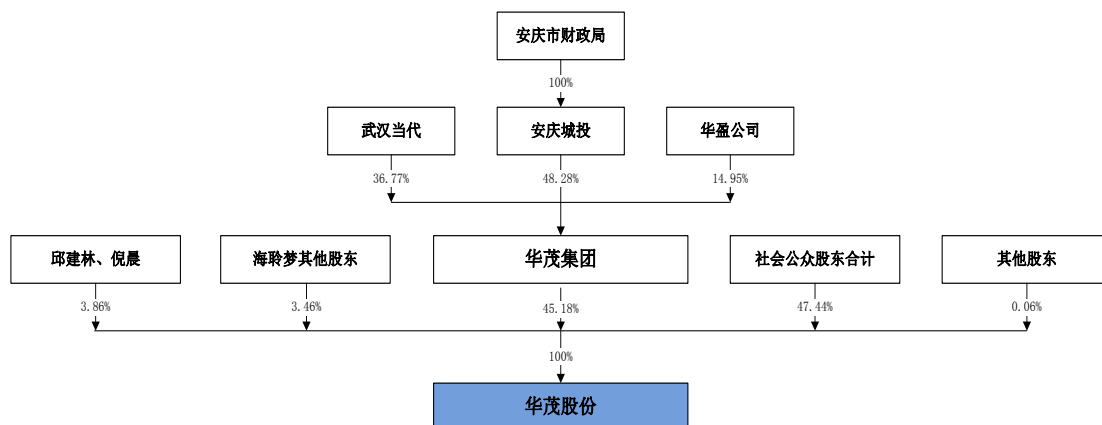 安庆市财政局
100%
武汉当代
安庆城投
华盈公司
36.77%
48.28%
14.95%
邱建林、倪晨
海聆梦其他股东
华茂集团
社会公众股东合计
其他股东
3.86%
3.46%
45.18%
47.44%
0.06%
100%
华茂股份